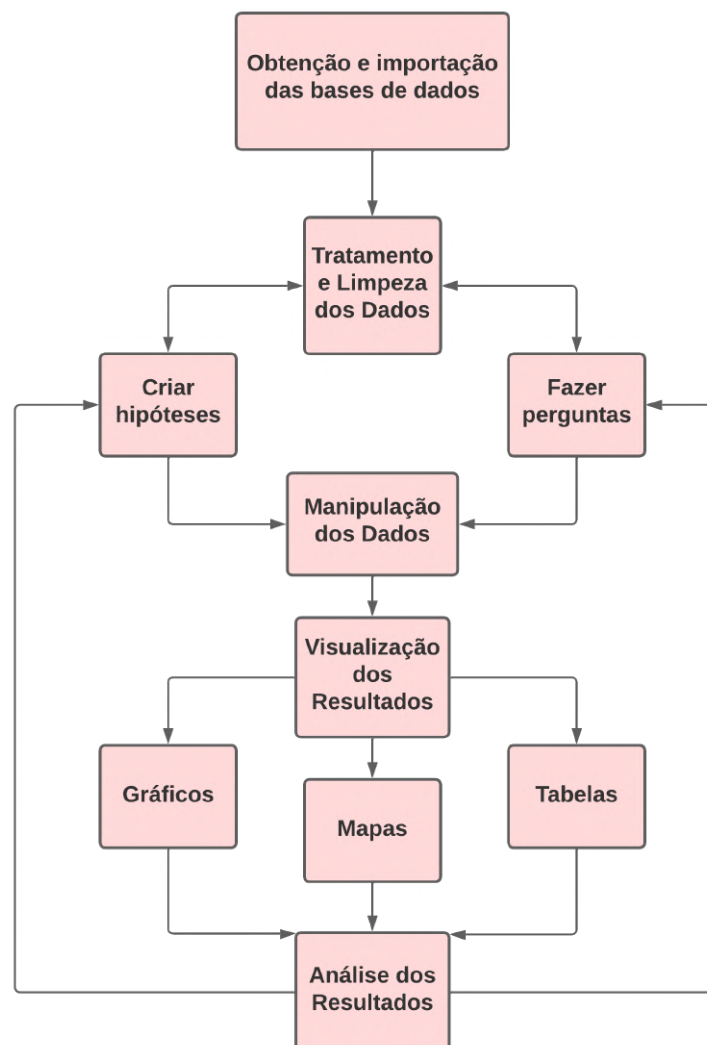 Obtenção e importação
das bases de dados
Tratamento
e Limpeza
dos Dados
Criar
hipóteses
Fazer
perguntas
Manipulação
dos Dados
Visualização
dos
Resultados
Gráficos
Mapas
Tabelas
Análise dos
Resultados